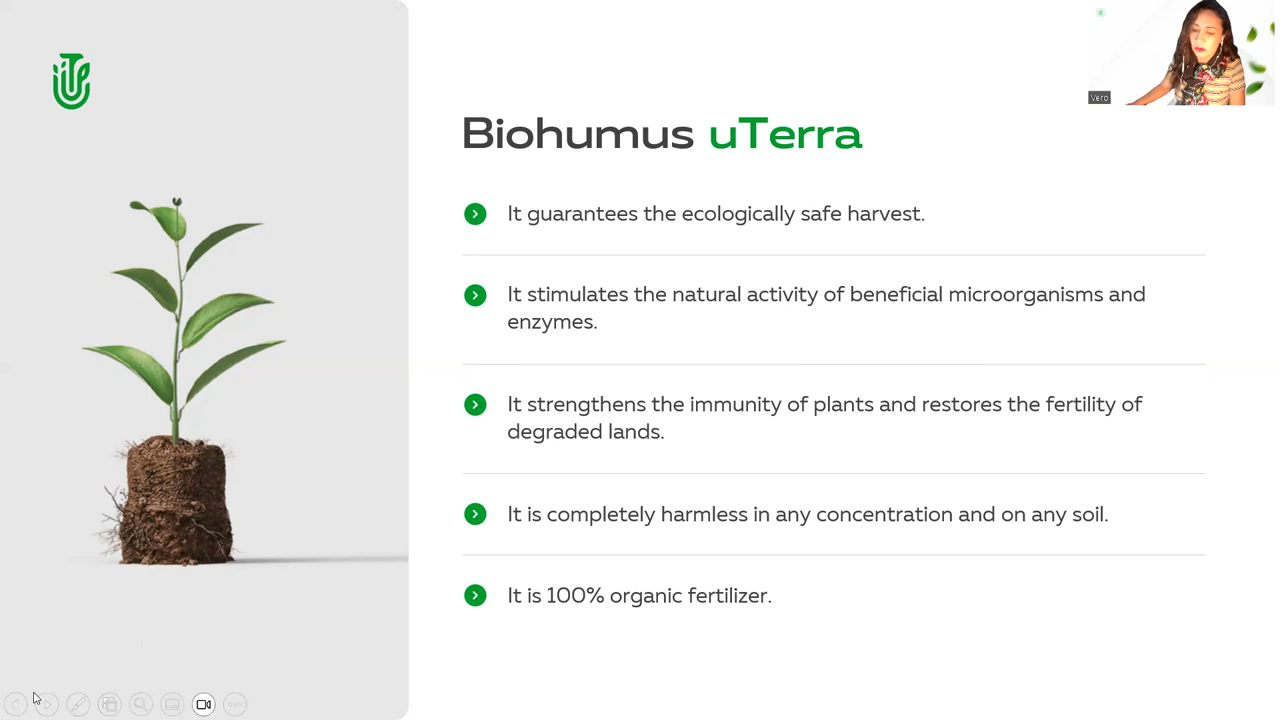 Vero
Biohumus uTerra
It guarantees the ecologically safe harvest.
It stimulates the natural activity of beneficial microorganisms and
enzymes.
It strengthens the immunity of plants and restores the fertility of
degraded lands.
It is completely harmless in any concentration and on any soil.
It is 100% organic fertilizer.